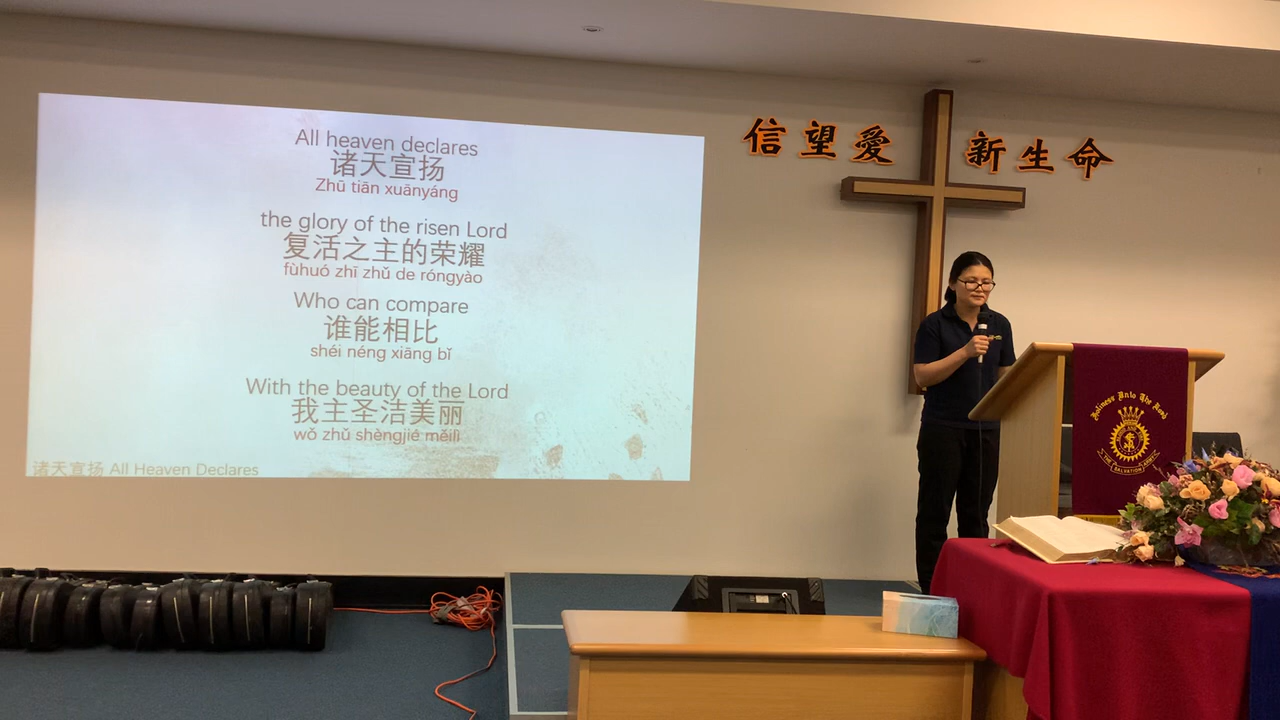 All heaven declares
诸天宣扬
Zhū tiān xuānyáng
the glory of the risen Lord
复活之主的荣耀
fùhuó zhī zhǔ de róngyào
Who can compare
谁能相比
shéi néng xiāng bǐ
With the beauty of the Lord
我主圣洁美丽
wǒ zhǔ shèngjié měilì
诸天宣扬 All Heaven Declares
信望愛 新生命
Holiness Unto The Lord
THE SALVATION ARMY